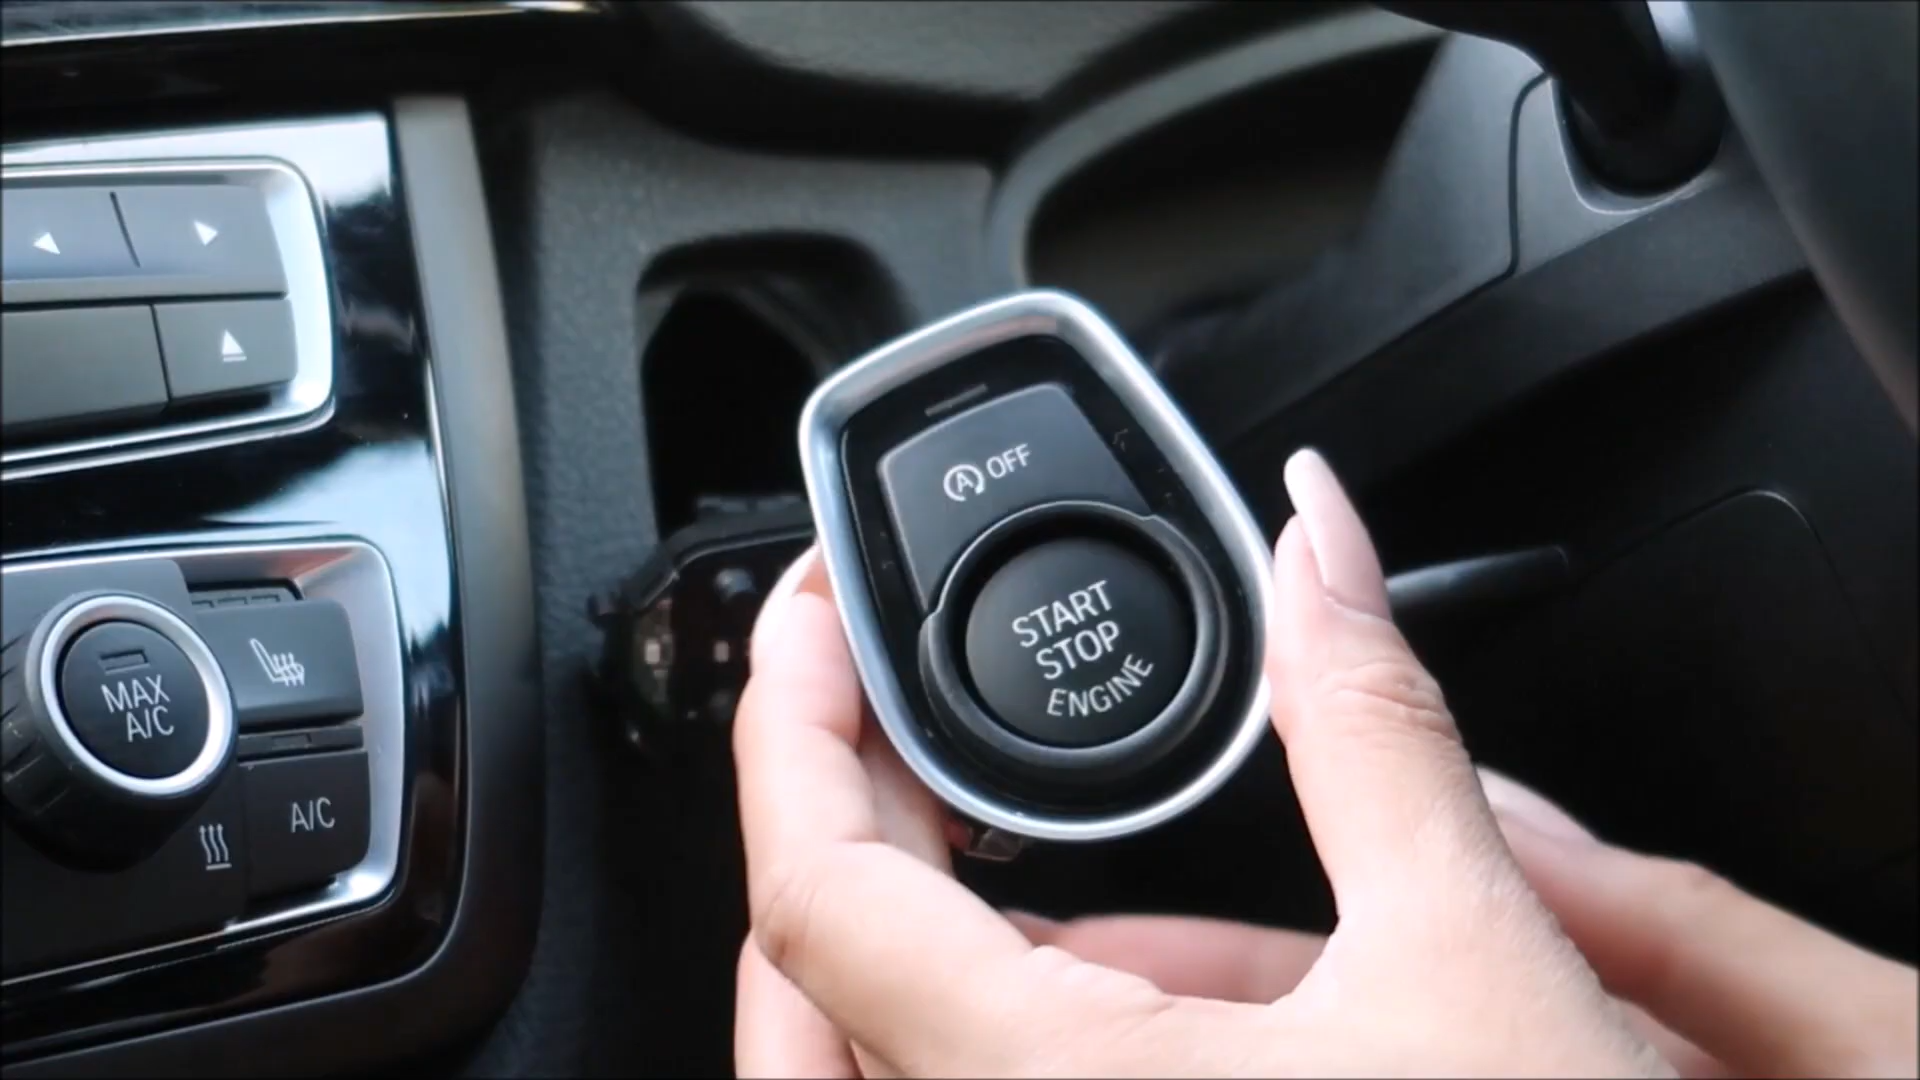 A OFF
START
STOP
ENGINE
MAX
A/C
A/C